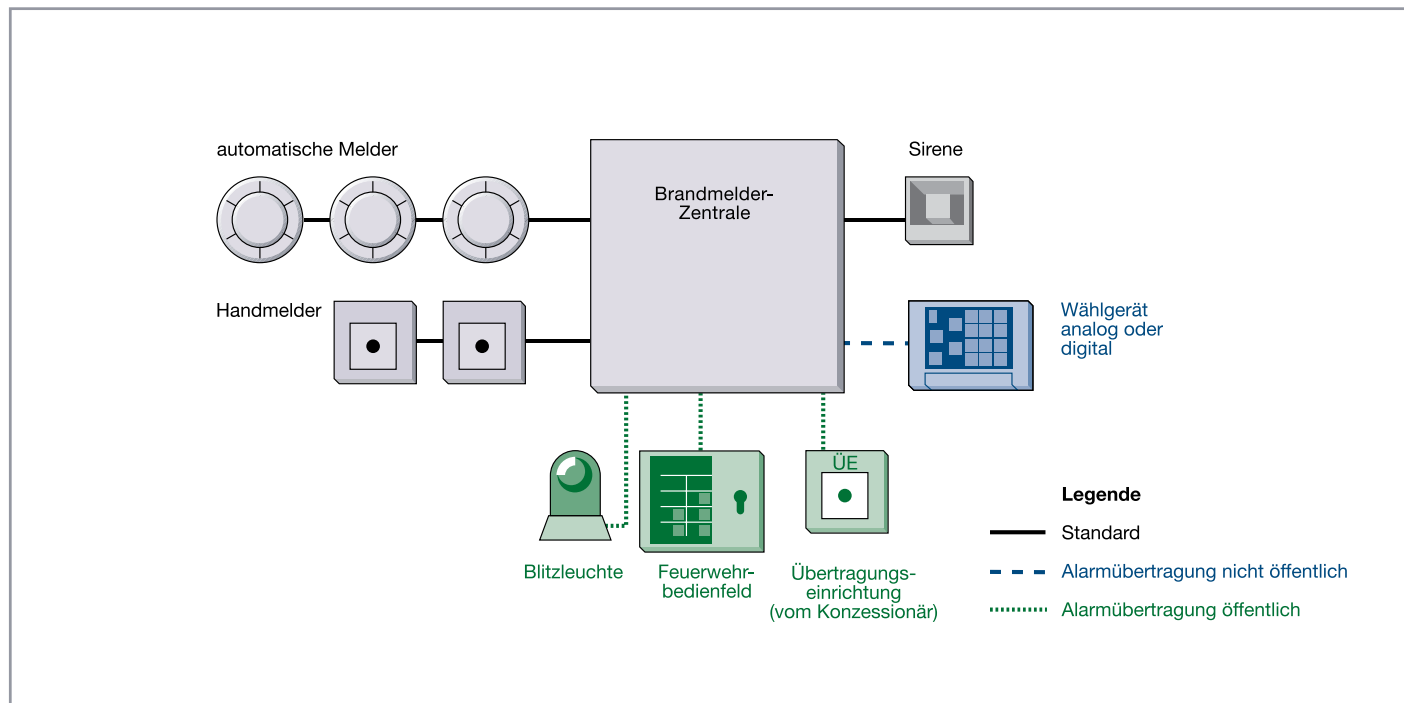 automatische Melder
Brandmelder-
Zentrale
Sirene
Handmelder
Wählgerät
analog oder
digital
ÜE
Blitzleuchte
Feuerwehr-
bedienfeld
Übertragungs-
einrichtung
(vom Konzessionär)
Legende
Standard
Alarmübertragung nicht öffentlich
Alarmübertragung öffentlich